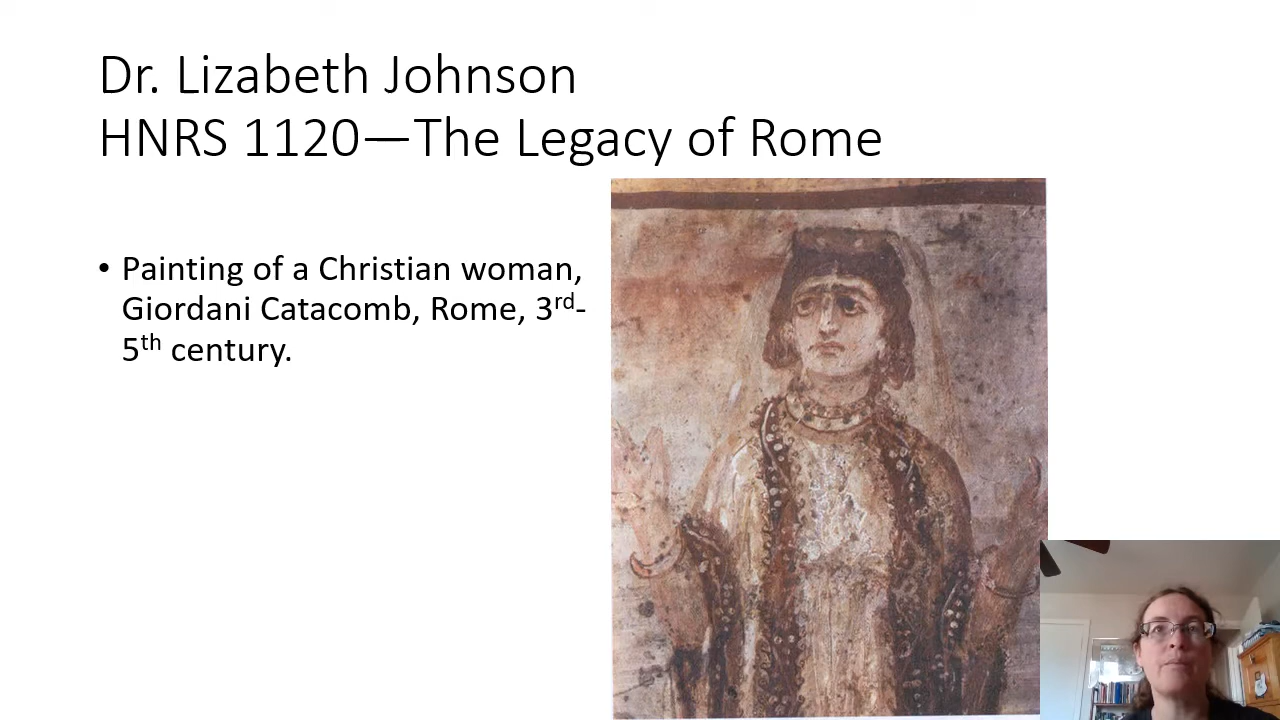 Dr. Lizabeth Johnson
HNRS 1120—The Legacy of Rome
• Painting of a Christian woman,
Giordani Catacomb, Rome, 3rd-
5th century.